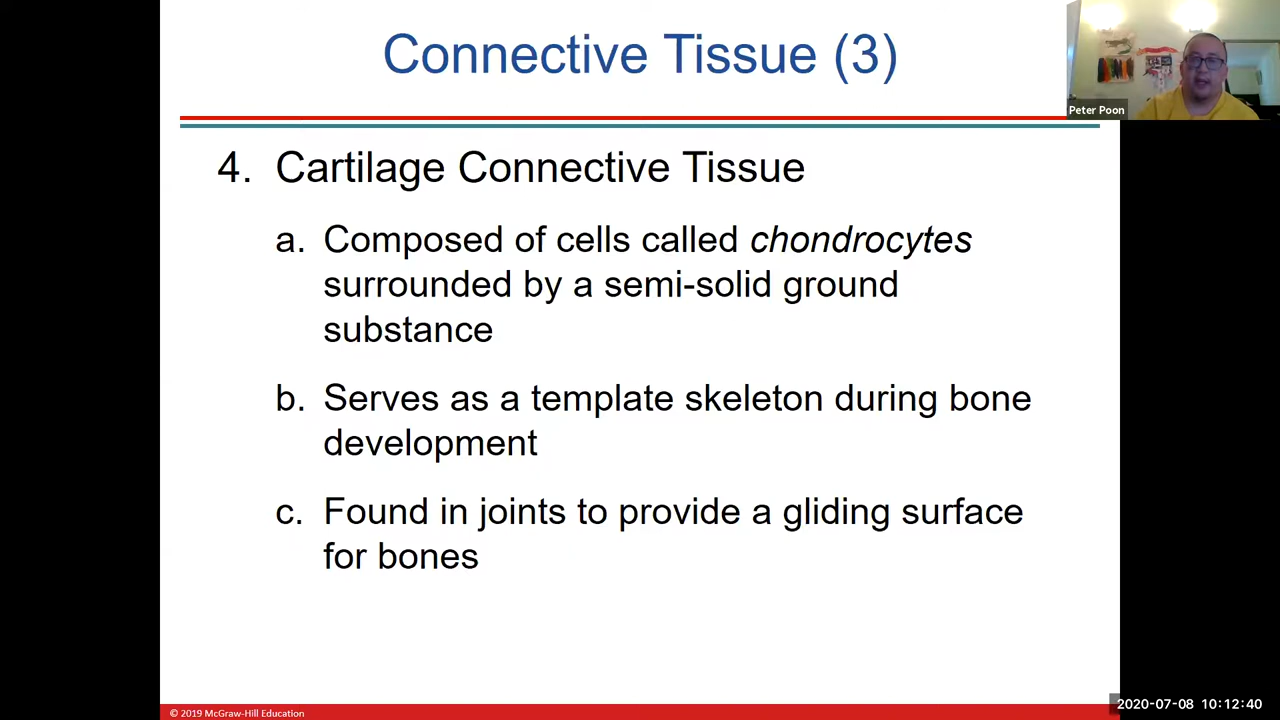 Connective Tissue (3)
Peter Poon
4. Cartilage Connective Tissue
a. Composed of cells called chondrocytes
surrounded by a semi-solid ground
substance
b. Serves as a template skeleton during bone
development
c. Found in joints to provide a gliding surface
for bones
© 2019 McGraw-Hill Education
2020-07-08 10:12:40